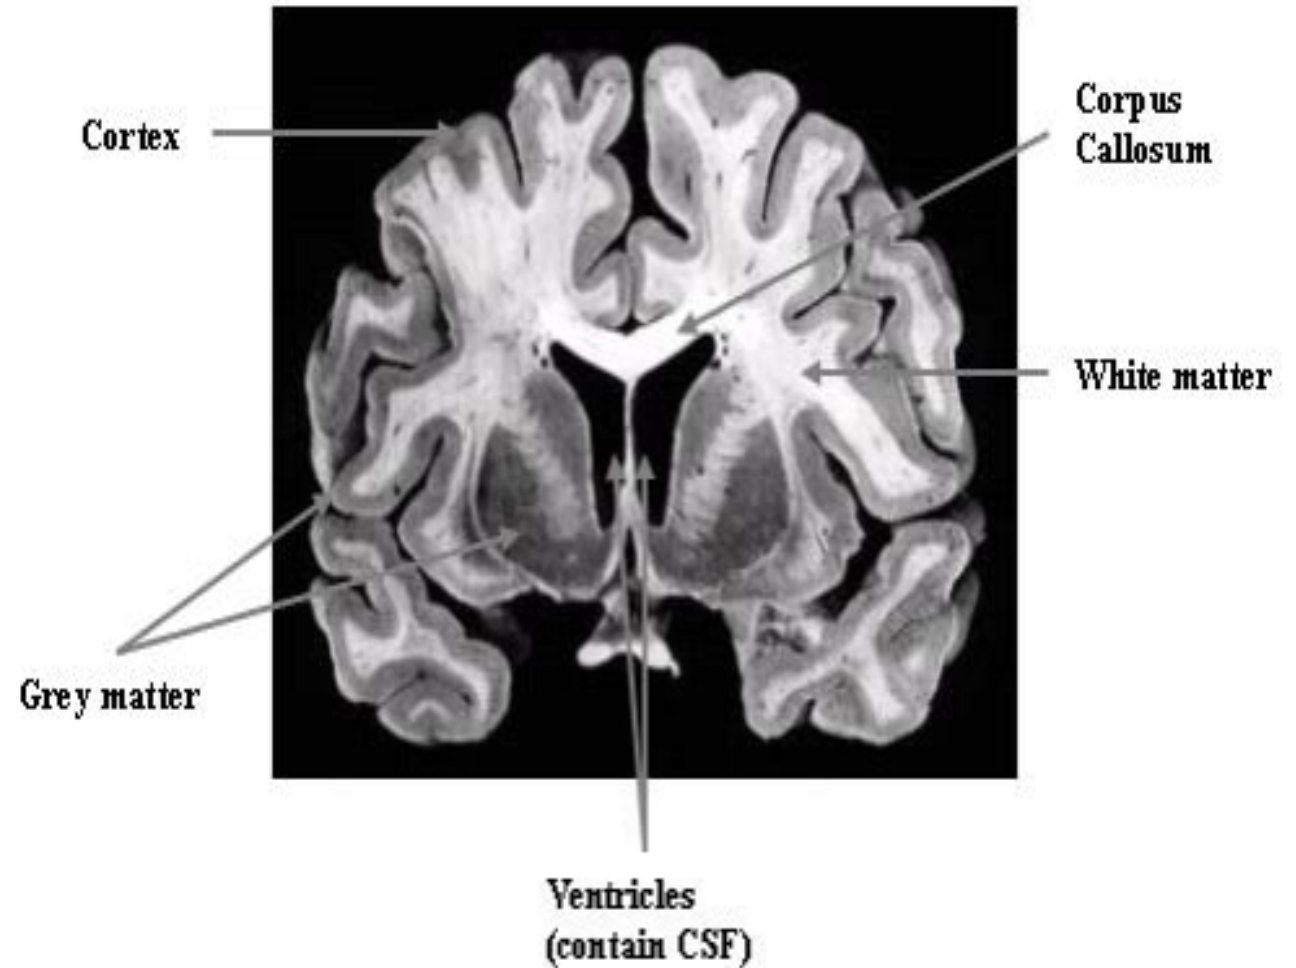 Cortex
Corpus
Callosum
White matter
Grey matter
Ventricles
(contain CSF)